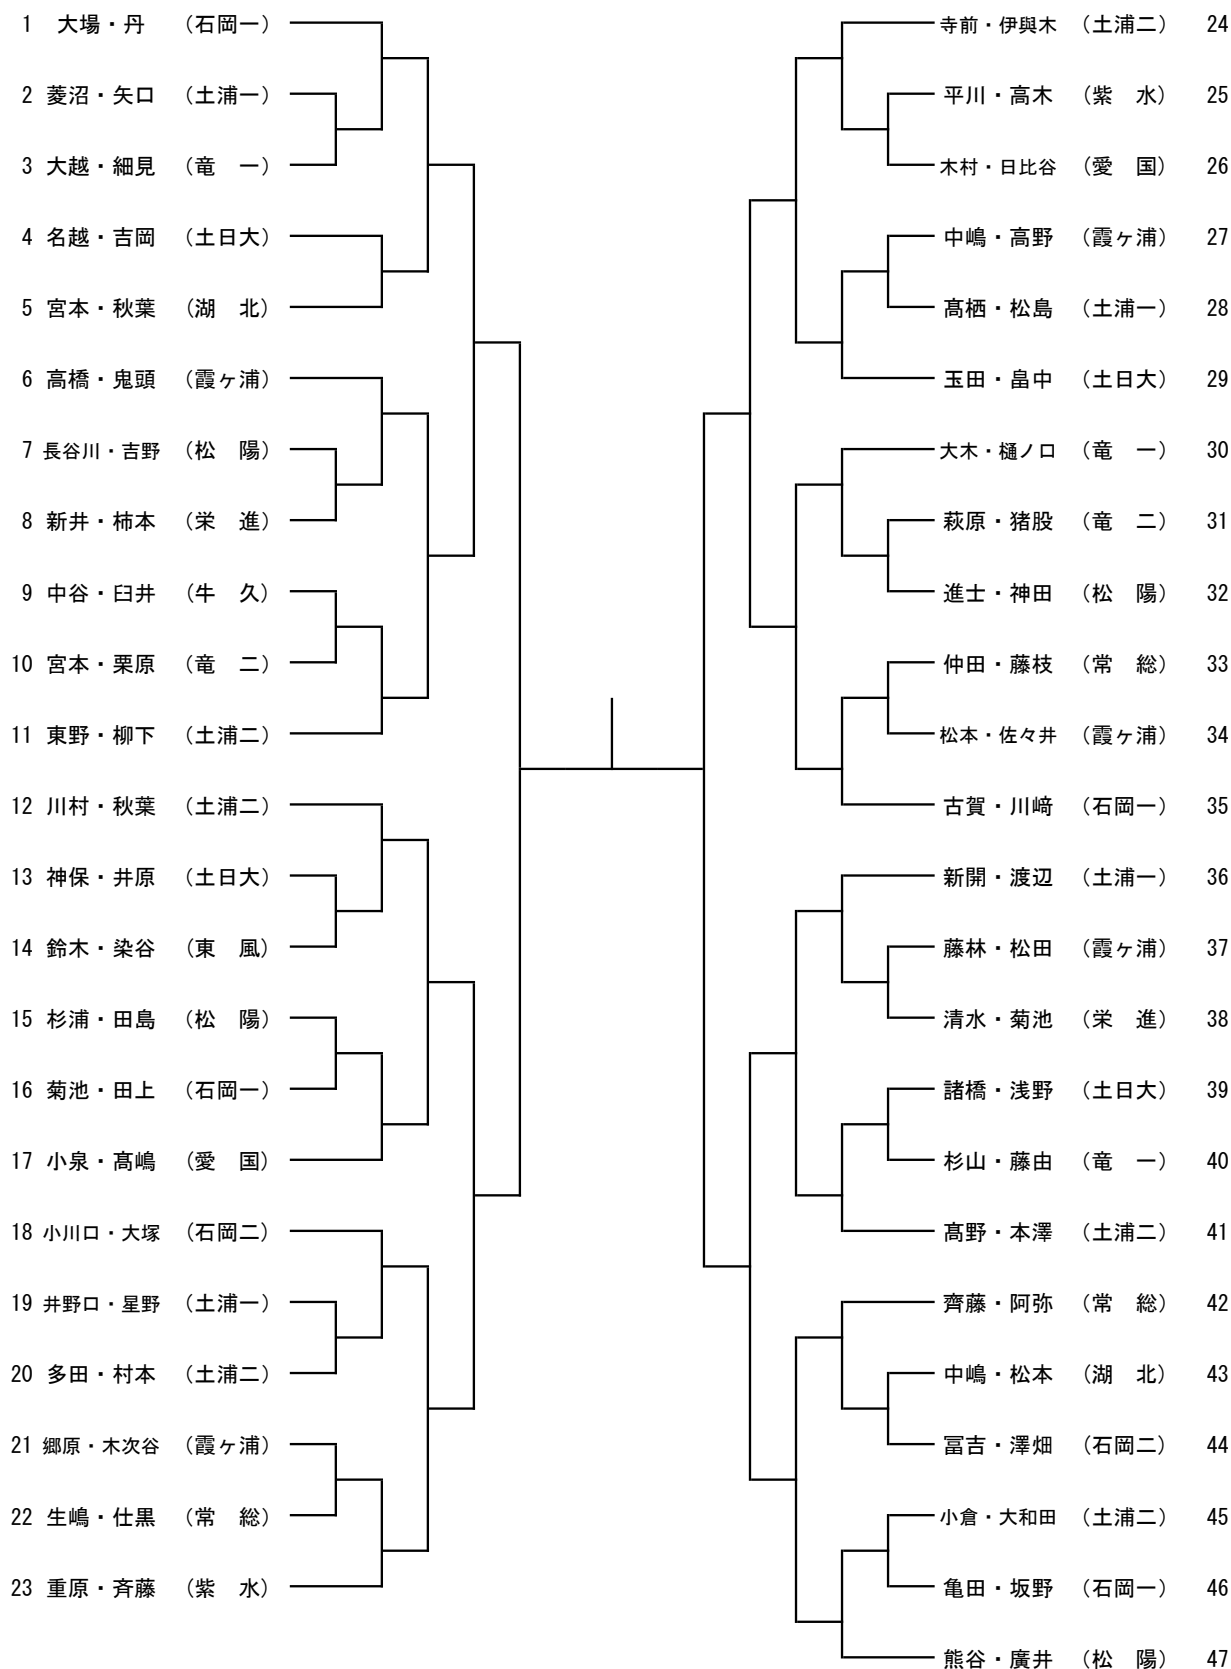 1 大場・丹 （石岡一）
2 菱沼・矢口 （土浦一）
3 大越・細見 （竜　一）
4 名越・吉岡 （土日大）
5 宮本・秋葉 （湖　北）
6 高橋・鬼頭 （霞ヶ浦）
7 長谷川・吉野 （松　陽）
8 新井・柿本 （栄　進）
9 中谷・臼井 （牛　久）
10 宮本・栗原 （竜　二）
11 東野・柳下 （土浦二）
12 川村・秋葉 （土浦二）
13 神保・井原 （土日大）
14 鈴木・染谷 （東　風）
15 杉浦・田島 （松　陽）
16 菊池・田上 （石岡一）
17 小泉・髙嶋 （愛　国）
18 小川口・大塚 （石岡二）
19 井野口・星野 （土浦一）
20 多田・村本 （土浦二）
21 郷原・木次谷 （霞ヶ浦）
22 生嶋・仕黒 （常　総）
23 重原・斉藤 （紫　水）
寺前・伊與木 （土浦二） 24
平川・高木 （紫　水） 25
木村・日比谷 （愛　国） 26
中嶋・高野 （霞ヶ浦） 27
髙栖・松島 （土浦一） 28
玉田・畠中 （土日大） 29
大木・樋ノ口 （竜　一） 30
萩原・猪股 （竜　二） 31
進士・神田 （松　陽） 32
仲田・藤枝 （常　総） 33
松本・佐々井 （霞ヶ浦） 34
古賀・川﨑 （石岡一） 35
新開・渡辺 （土浦一） 36
藤林・松田 （霞ヶ浦） 37
清水・菊池 （栄　進） 38
諸橋・浅野 （土日大） 39
杉山・藤由 （竜　一） 40
髙野・本澤 （土浦二） 41
齊藤・阿弥 （常　総） 42
中嶋・松本 （湖　北） 43
冨吉・澤畑 （石岡二） 44
小倉・大和田 （土浦二） 45
亀田・坂野 （石岡一） 46
熊谷・廣井 （松　陽） 47